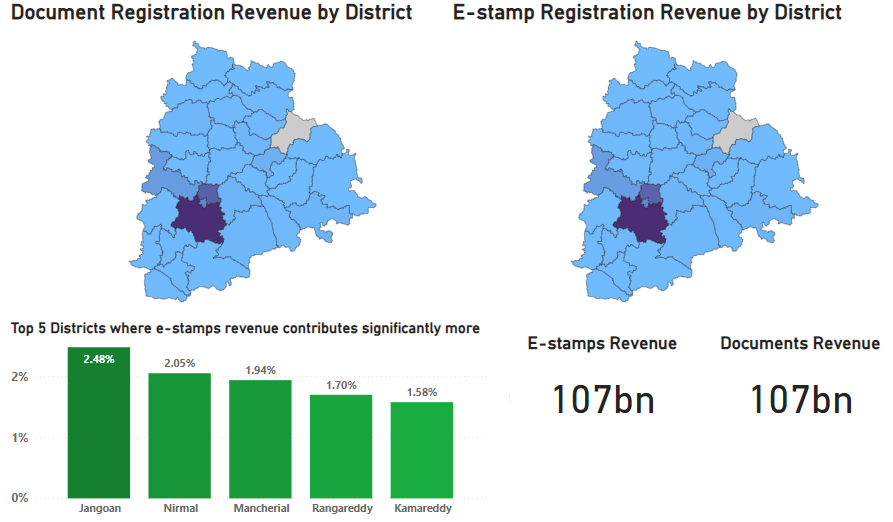 Document Registration Revenue by District
E-stamp Registration Revenue by District
Top 5 Districts where e-stamps revenue contributes significantly more
2%
1%
0%
2.48%
2.05%
1.94%
1.70%
1.58%
Jangoan
Nirmal
Mancherial
Rangareddy
Kamareddy
E-stamps Revenue
107bn
Documents Revenue
107bn